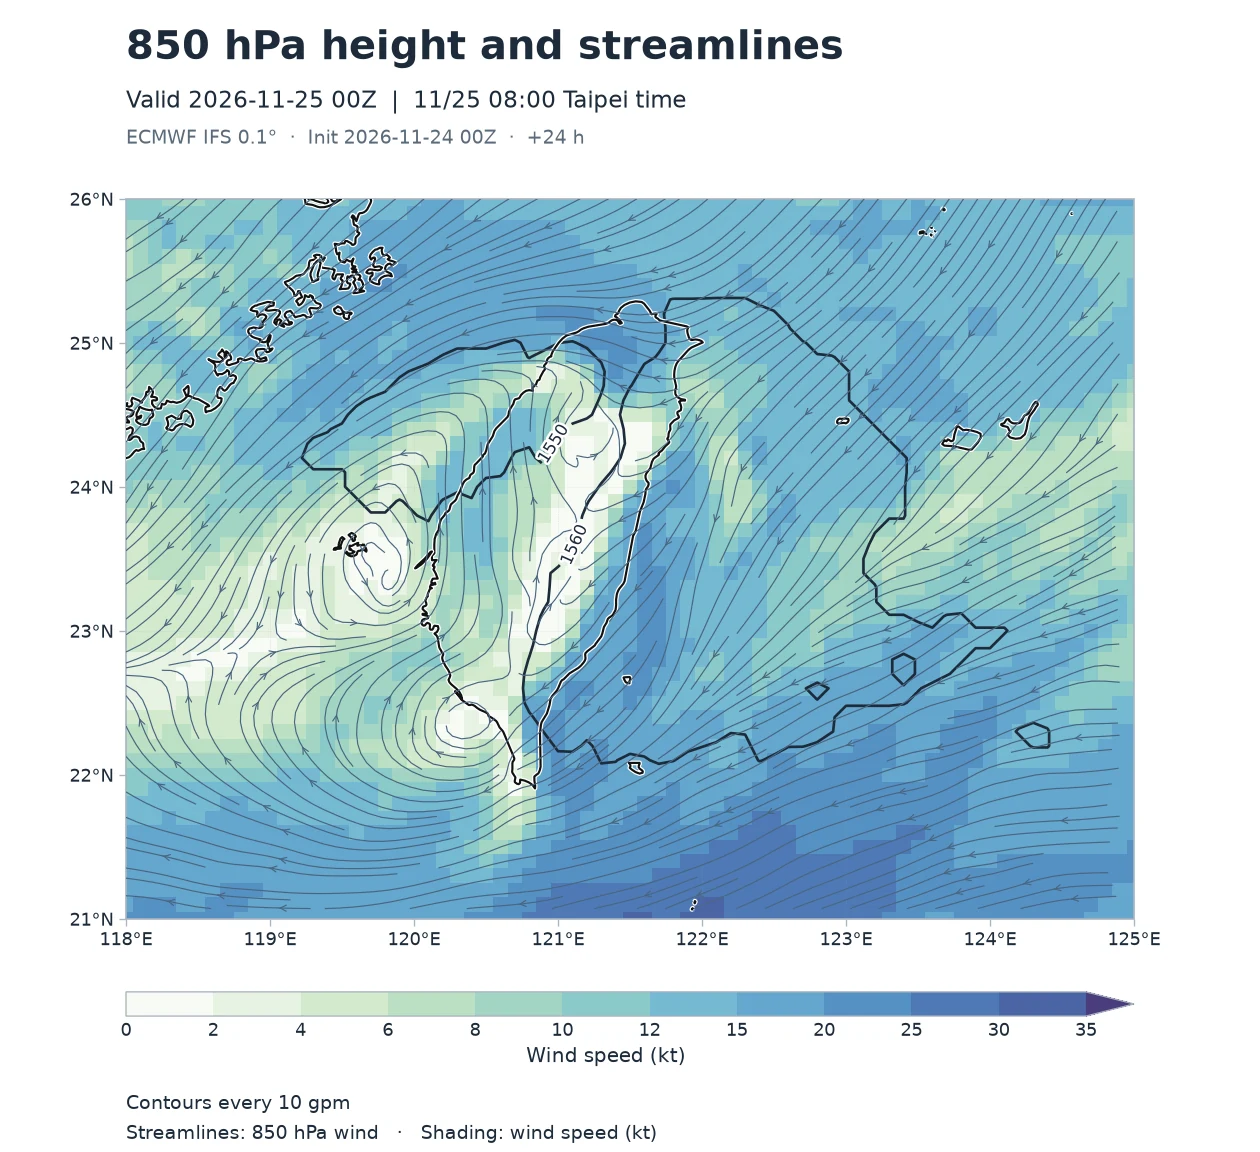 850 hPa height and streamlines
Valid 2026-11-25 00Z | 11/25 08:00 Taipei time
ECMWF IFS 0.1° · Init 2026-11-24 00Z · +24 h
26°N
25°N
24°N
23°N
22°N
21°N
1550
1560
118°E 119°E 120°E 121°E 122°E 123°E 124°E 125°E
0 2 4 6 8 10 12 15 20 25 30 35
Wind speed (kt)
Contours every 10 gpm
Streamlines: 850 hPa wind · Shading: wind speed (kt)